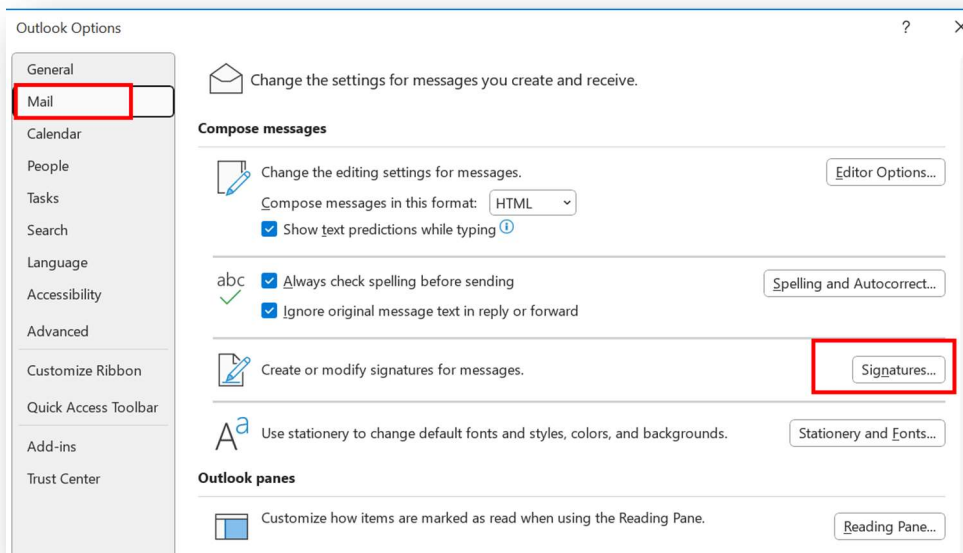 Outlook Options
?
General
Mail
Calendar
People
Tasks
Search
Language
Accessibility
Advanced
Customize Ribbon
Quick Access Toolbar
Add-ins
Trust Center
Change the settings for messages you create and receive.
Compose messages
Change the editing settings for messages.
Editor Options...
Compose messages in this format: HTML
Show text predictions while typing
abc
Always check spelling before sending
Spelling and Autocorrect...
Ignore original message text in reply or forward
Create or modify signatures for messages.
Signatures...
Aa
Use stationery to change default fonts and styles, colors, and backgrounds.
Stationery and Fonts...
Outlook panes
Customize how items are marked as read when using the Reading Pane.
Reading Pane...